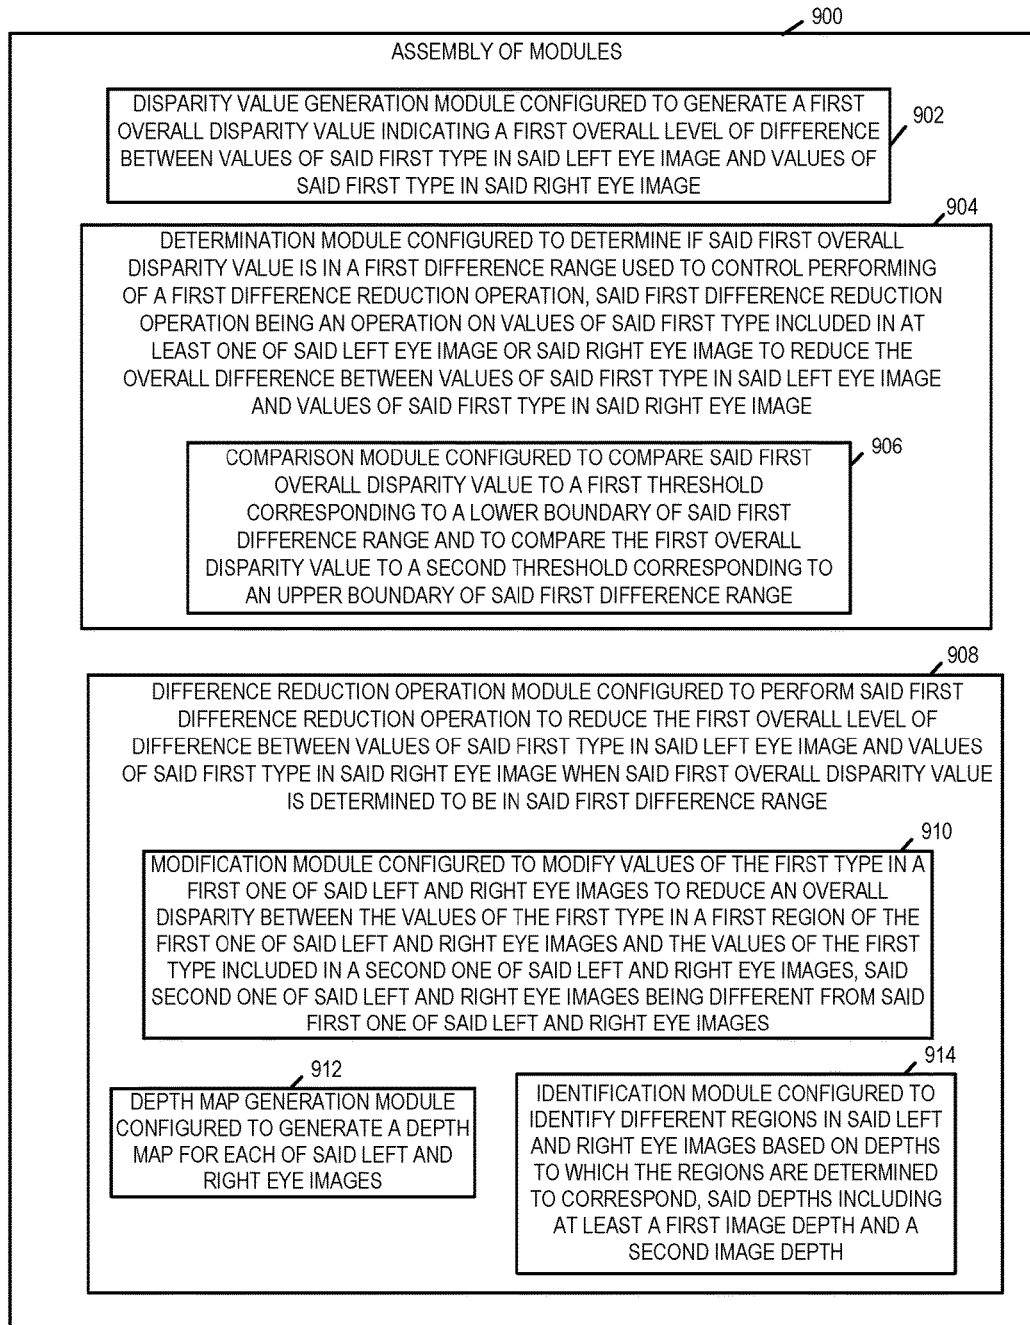 900
ASSEMBLY OF MODULES
DISPARITY VALUE GENERATION MODULE CONFIGURED TO GENERATE A FIRST
OVERALL DISPARITY VALUE INDICATING A FIRST OVERALL LEVEL OF DIFFERENCE
BETWEEN VALUES OF SAID FIRST TYPE IN SAID LEFT EYE IMAGE AND VALUES OF
SAID FIRST TYPE IN SAID RIGHT EYE IMAGE
902
904
DETERMINATION MODULE CONFIGURED TO DETERMINE IF SAID FIRST OVERALL
DISPARITY VALUE IS IN A FIRST DIFFERENCE RANGE USED TO CONTROL PERFORMING
OF A FIRST DIFFERENCE REDUCTION OPERATION, SAID FIRST DIFFERENCE REDUCTION
OPERATION BEING AN OPERATION ON VALUES OF SAID FIRST TYPE INCLUDED IN AT
LEAST ONE OF SAID LEFT EYE IMAGE OR SAID RIGHT EYE IMAGE TO REDUCE THE
OVERALL DIFFERENCE BETWEEN VALUES OF SAID FIRST TYPE IN SAID LEFT EYE IMAGE
AND VALUES OF SAID FIRST TYPE IN SAID RIGHT EYE IMAGE
906
COMPARISON MODULE CONFIGURED TO COMPARE SAID FIRST
OVERALL DISPARITY VALUE TO A FIRST THRESHOLD
CORRESPONDING TO A LOWER BOUNDARY OF SAID FIRST
DIFFERENCE RANGE AND TO COMPARE THE FIRST OVERALL
DISPARITY VALUE TO A SECOND THRESHOLD CORRESPONDING TO
AN UPPER BOUNDARY OF SAID FIRST DIFFERENCE RANGE
908
DIFFERENCE REDUCTION OPERATION MODULE CONFIGURED TO PERFORM SAID FIRST
DIFFERENCE REDUCTION OPERATION TO REDUCE THE FIRST OVERALL LEVEL OF
DIFFERENCE BETWEEN VALUES OF SAID FIRST TYPE IN SAID LEFT EYE IMAGE AND VALUES
OF SAID FIRST TYPE IN SAID RIGHT EYE IMAGE WHEN SAID FIRST OVERALL DISPARITY VALUE
IS DETERMINED TO BE IN SAID FIRST DIFFERENCE RANGE
910
MODIFICATION MODULE CONFIGURED TO MODIFY VALUES OF THE FIRST TYPE IN A
FIRST ONE OF SAID LEFT AND RIGHT EYE IMAGES TO REDUCE AN OVERALL
DISPARITY BETWEEN THE VALUES OF THE FIRST TYPE IN A FIRST REGION OF THE
FIRST ONE OF SAID LEFT AND RIGHT EYE IMAGES AND THE VALUES OF THE FIRST
TYPE INCLUDED IN A SECOND ONE OF SAID LEFT AND RIGHT EYE IMAGES, SAID
SECOND ONE OF SAID LEFT AND RIGHT EYE IMAGES BEING DIFFERENT FROM SAID
FIRST ONE OF SAID LEFT AND RIGHT EYE IMAGES
912
DEPTH MAP GENERATION MODULE
CONFIGURED TO GENERATE A DEPTH
MAP FOR EACH OF SAID LEFT AND
RIGHT EYE IMAGES
914
IDENTIFICATION MODULE CONFIGURED TO
IDENTIFY DIFFERENT REGIONS IN SAID LEFT
AND RIGHT EYE IMAGES BASED ON DEPTHS
TO WHICH THE REGIONS ARE DETERMINED
TO CORRESPOND, SAID DEPTHS INCLUDING
AT LEAST A FIRST IMAGE DEPTH AND A
SECOND IMAGE DEPTH